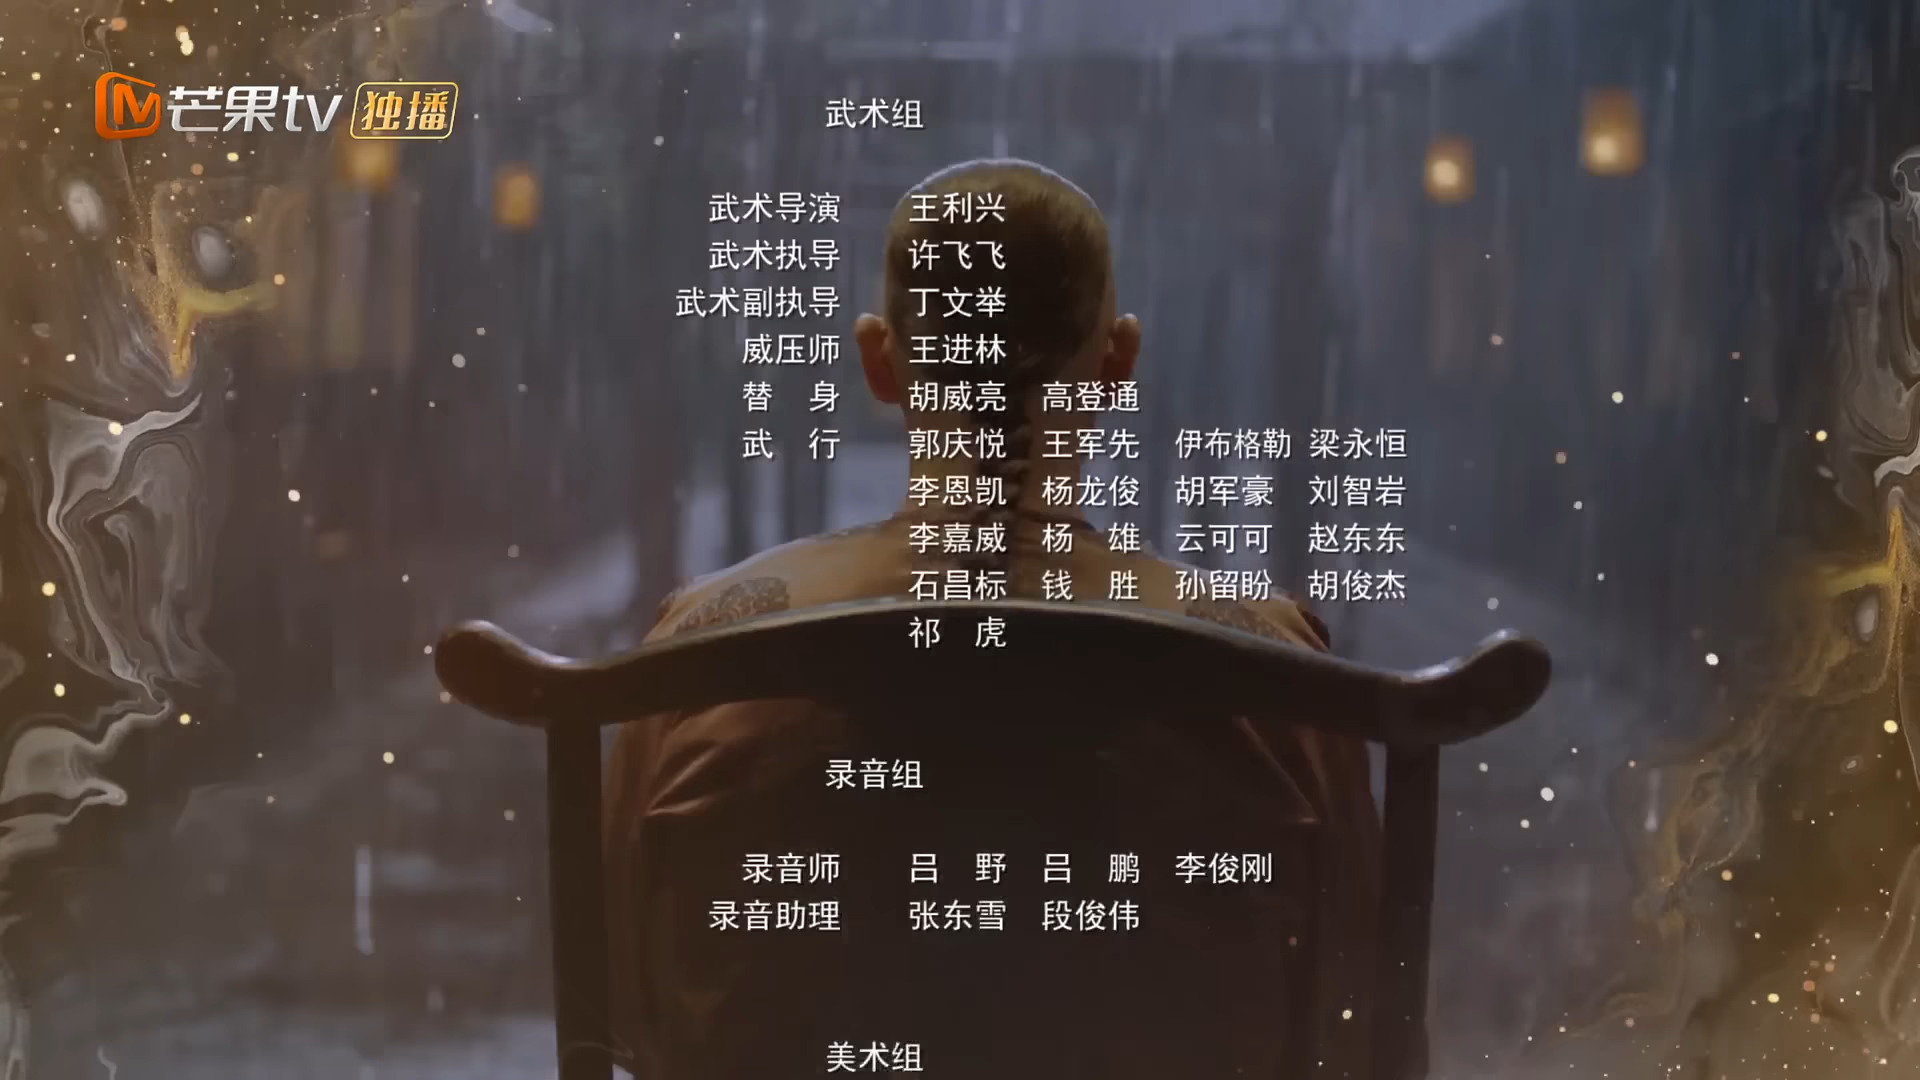 芒果tv 独播
武术组
武术导演 王利兴
武术执导 许飞飞
武术副执导 丁文举
威压师 王进林
替 身 胡威亮 高登通
武 行 郭庆悦 王军先 伊布格勒 梁永恒
李恩凯 杨龙俊 胡军豪 刘智岩
李嘉威 杨 雄 云可可 赵东东
石昌标 钱 胜 孙留盼 胡俊杰
祁 虎
录音组
录音师 吕 野 吕 鹏 李俊刚
录音助理 张东雪 段俊伟
美术组